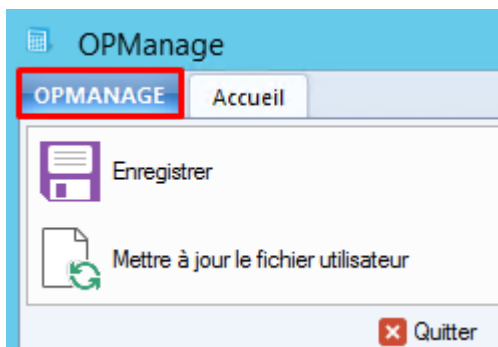 OPManage
OPMANAGE Accueil
Enregistrer
Mettre à jour le fichier utilisateur
Quitter